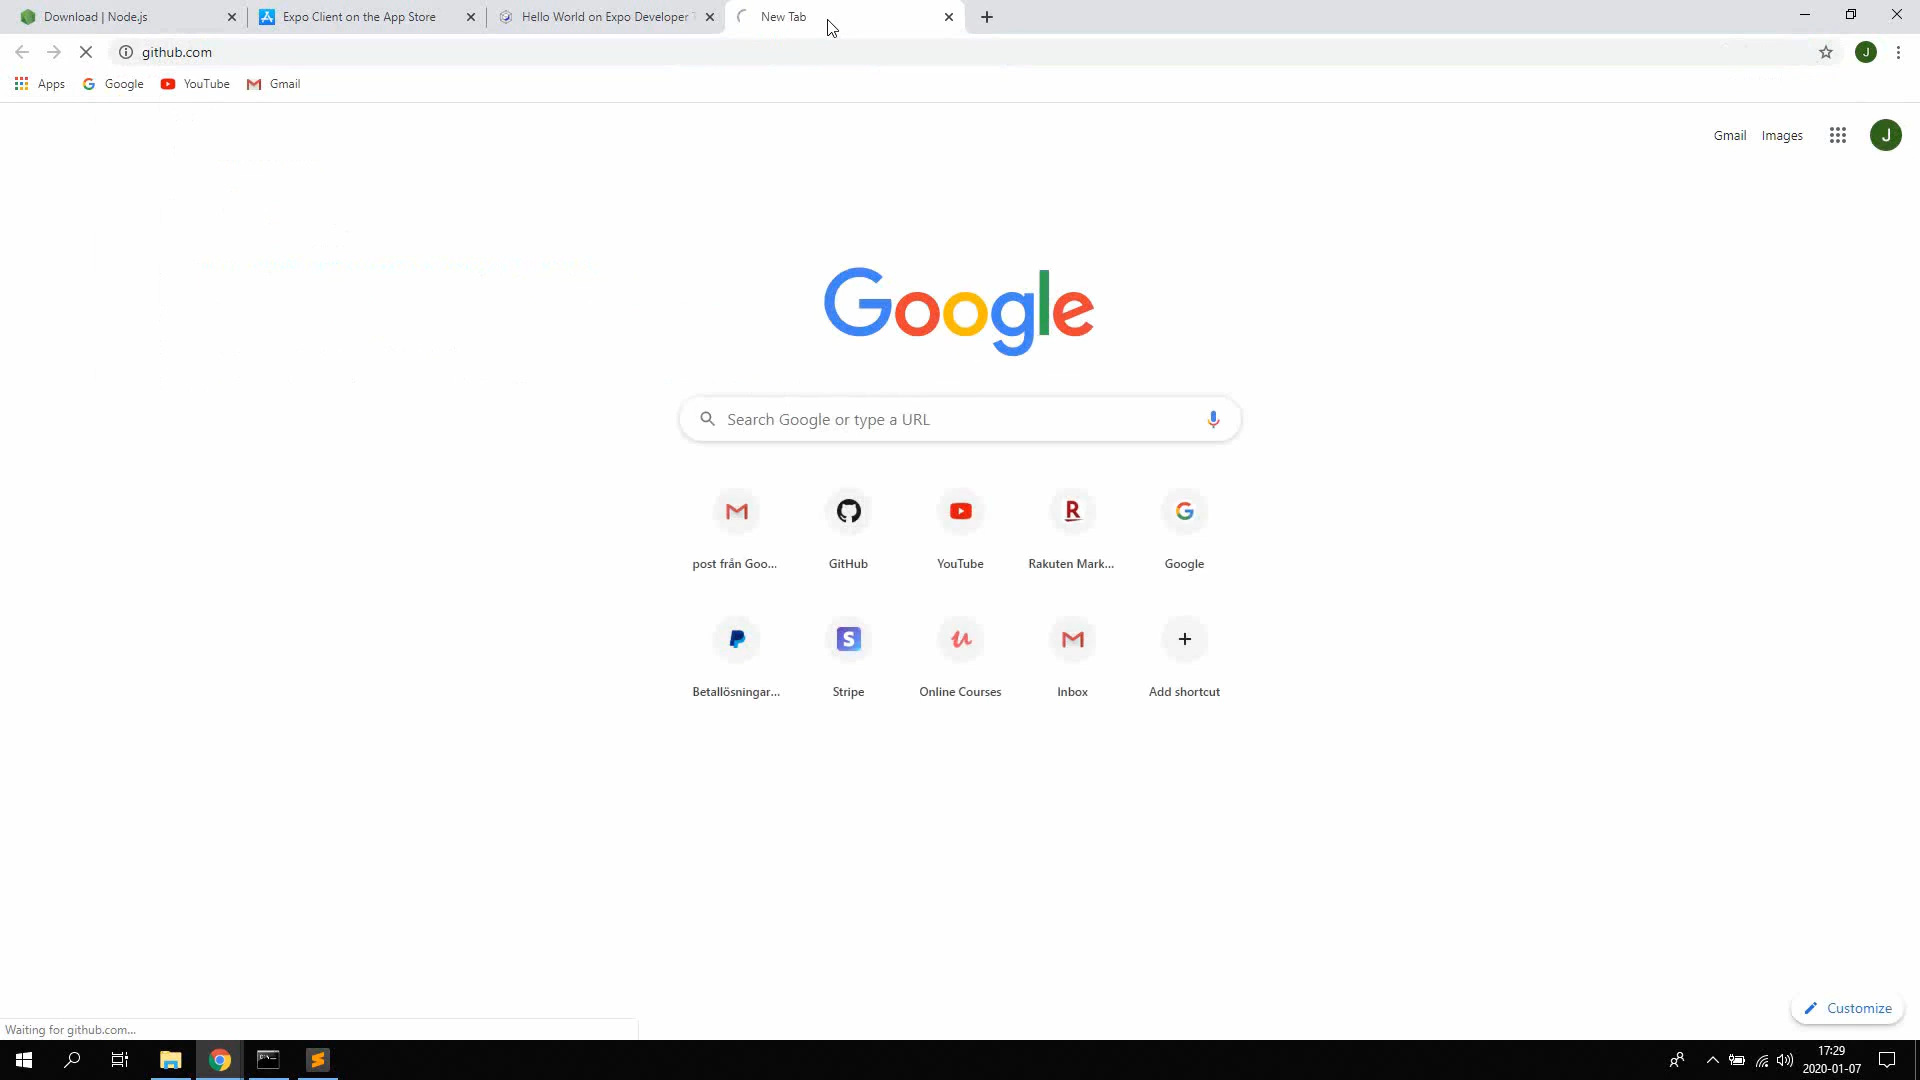 Download | Node.js
Expo Client on the App Store
Hello World on Expo Developer
New Tab
github.com
Apps
Google
YouTube
Gmail
Gmail
Images
J
J
Google
Search Google or type a URL
post från Goo...
GitHub
YouTube
Rakuten Mark...
Google
Betallösningar...
Stripe
Online Courses
Inbox
Add shortcut
Customize
Waiting for github.com...
17:29
2020-01-07